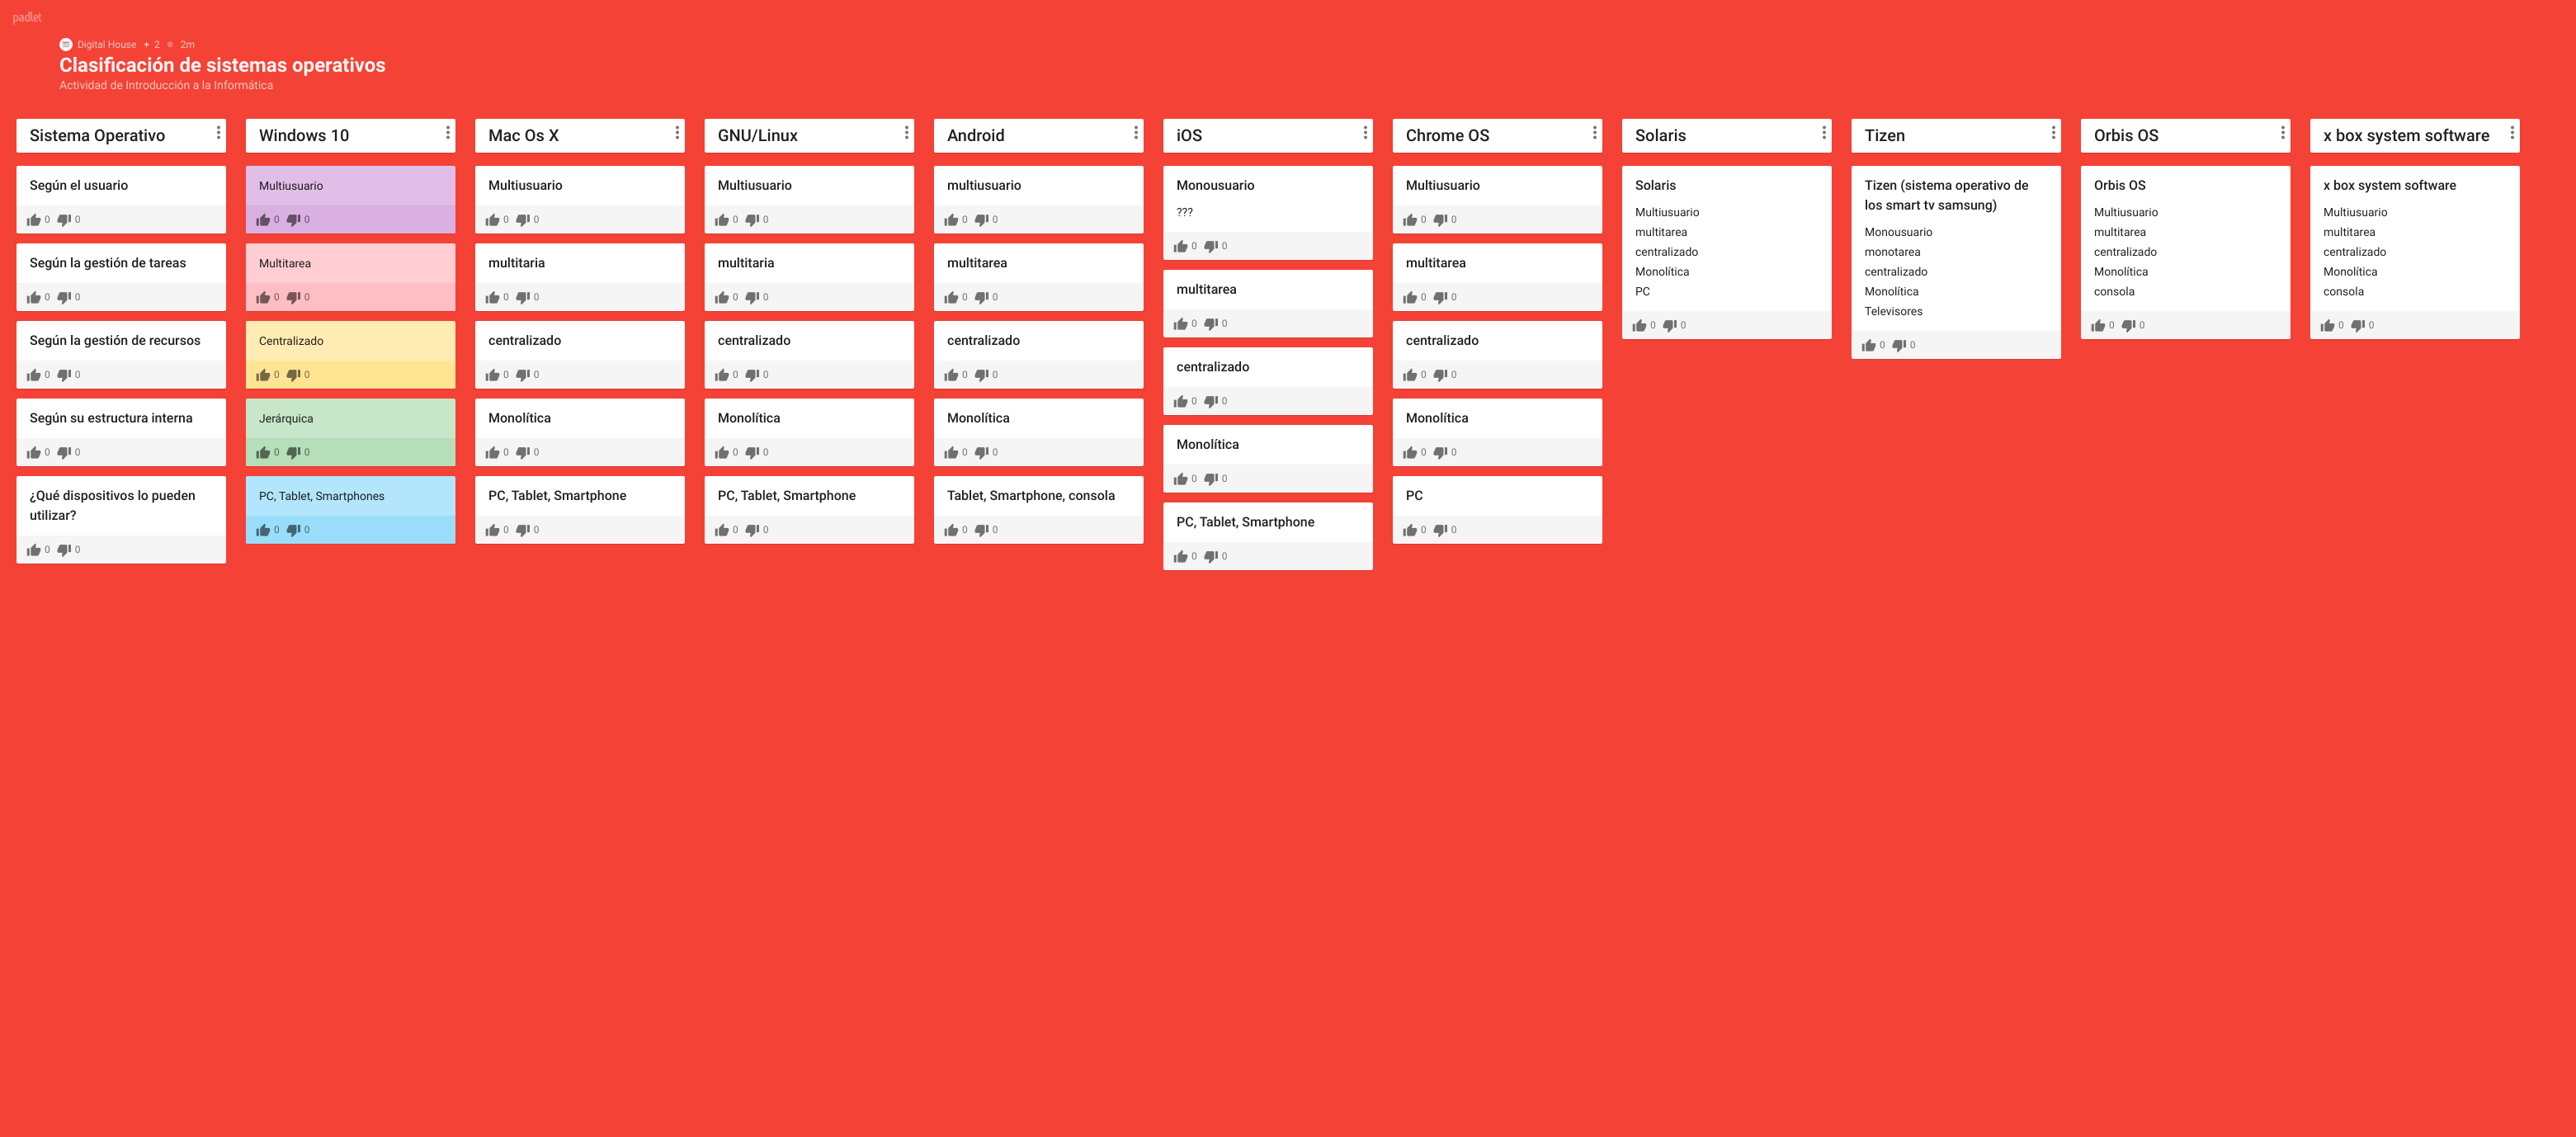 padlet
Digital House + 2 2m
Clasificación de sistemas operativos
Actividad de Introducción a la Informática
Sistema Operativo
Según el usuario
0 0
Según la gestión de tareas
0 0
Según la gestión de recursos
0 0
Según su estructura interna
0 0
¿Qué dispositivos lo pueden
utilizar?
0 0
Windows 10
Multiusuario
0 0
Multitarea
0 0
Centralizado
0 0
Jerárquica
0 0
PC, Tablet, Smartphones
0 0
Mac Os X
Multiusuario
0 0
multitaria
0 0
centralizado
0 0
Monolítica
0 0
PC, Tablet, Smartphone
0 0
GNU/Linux
Multiusuario
0 0
multitaria
0 0
centralizado
0 0
Monolítica
0 0
PC, Tablet, Smartphone
0 0
Android
multiusuario
0 0
multitarea
0 0
centralizado
0 0
Monolítica
0 0
Tablet, Smartphone, consola
0 0
iOS
Monousuario
???
0 0
multitarea
0 0
centralizado
0 0
Monolítica
0 0
PC, Tablet, Smartphone
0 0
Chrome OS
Multiusuario
0 0
multitarea
0 0
centralizado
0 0
Monolítica
0 0
PC
0 0
Solaris
Solaris
Multiusuario
multitarea
centralizado
Monolítica
PC
0 0
Tizen
Tizen (sistema operativo de
los smart tv samsung)
Monousuario
monotarea
centralizado
Monolítica
Televisores
0 0
Orbis OS
Orbis OS
Multiusuario
multitarea
centralizado
Monolítica
consola
0 0
x box system software
x box system software
Multiusuario
multitarea
centralizado
Monolítica
consola
0 0